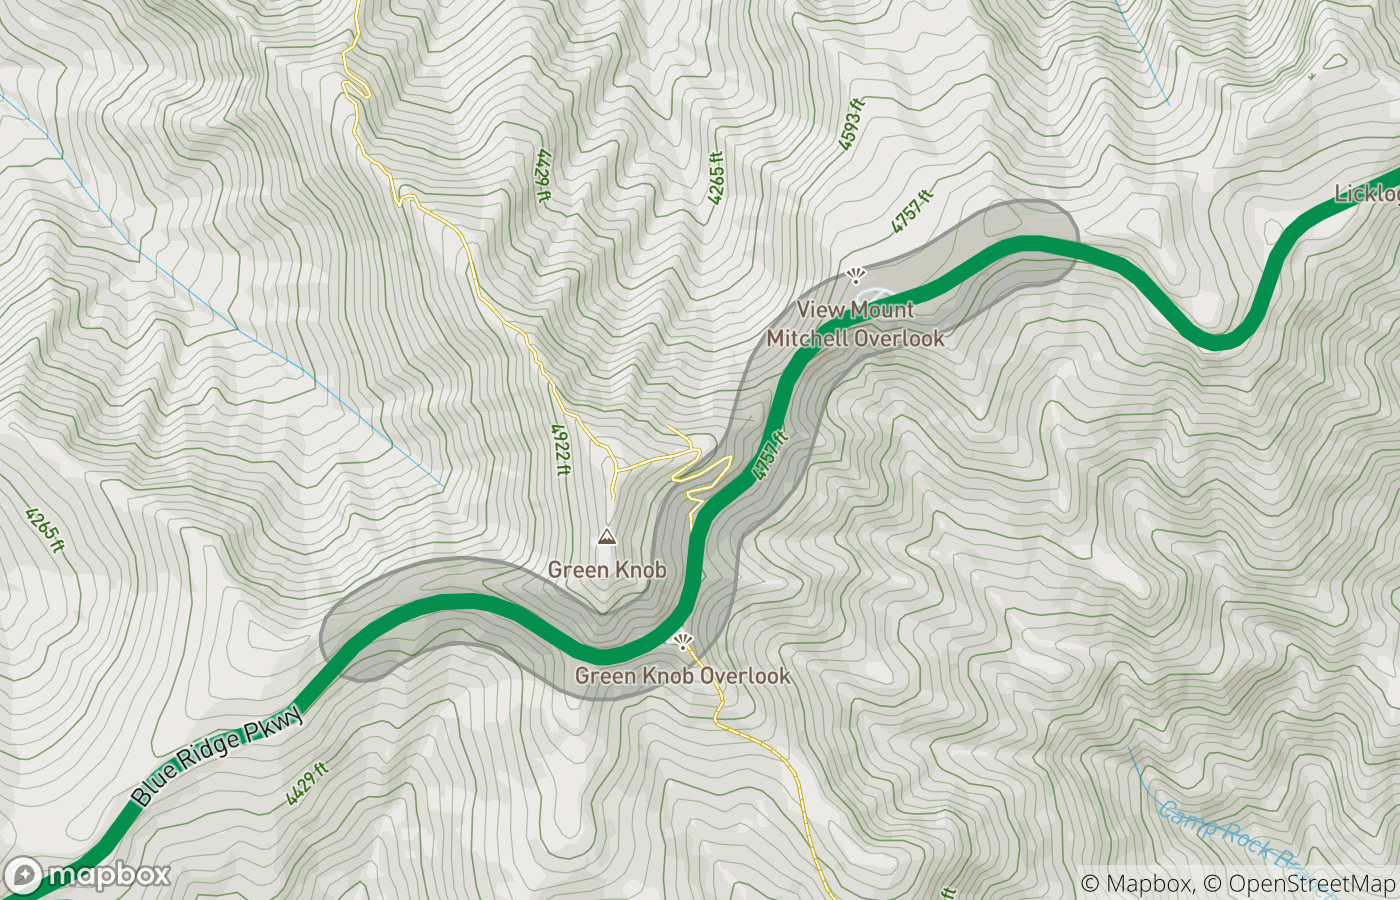 4593 ft
4429 ft
4265 ft
4757 ft
Licklog
View Mount
Mitchell Overlook
4922 ft
4757 ft
4265 ft
Green Knob
Green Knob Overlook
Blue Ridge Pkwy
4429 ft
Camp Rock
ft
mapbox
© Mapbox, © OpenStreetMap